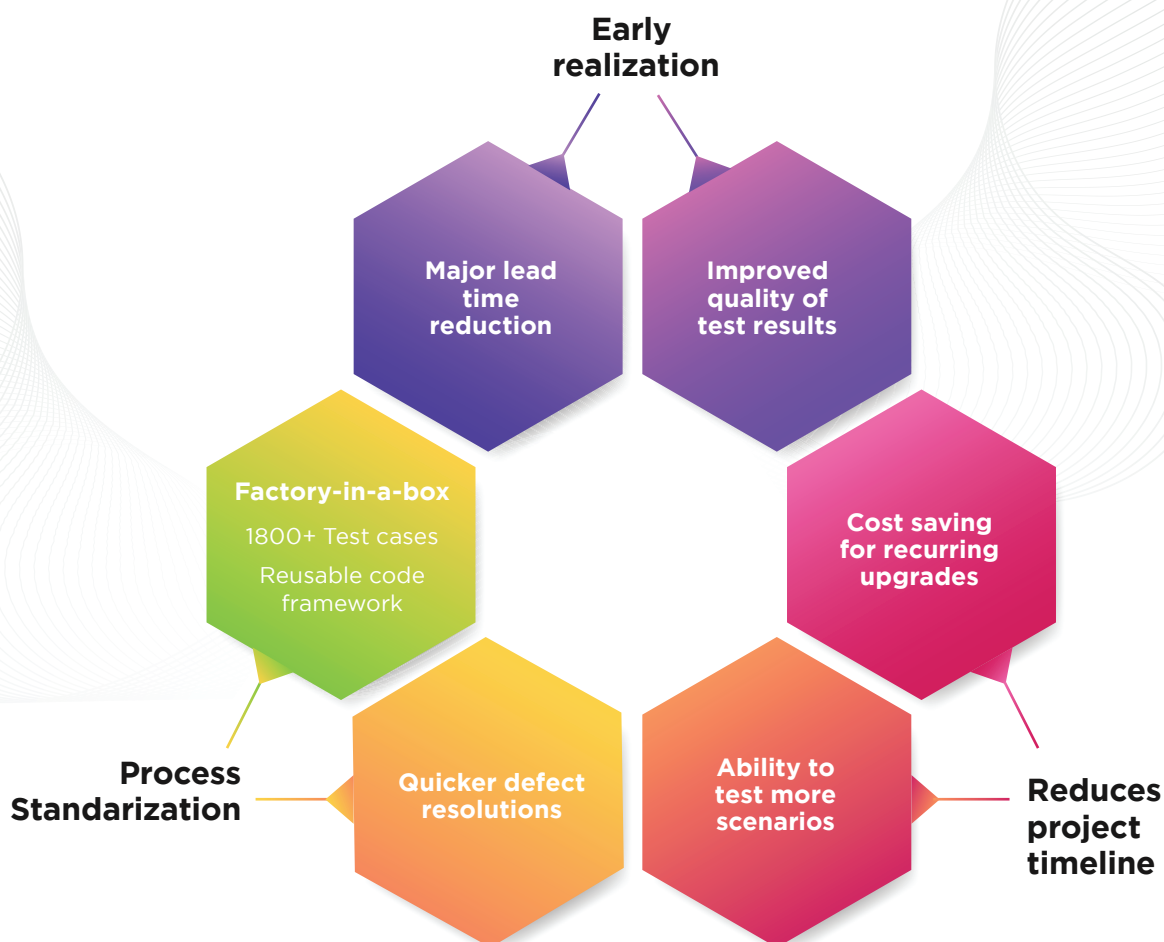 Early
realization
Major lead
time
reduction
Improved
quality of
test results
Factory-in-a-box
1800+ Test cases
Reusable code
framework
Cost saving
for recurring
upgrades
Process
Standarization
Quicker defect
resolutions
Ability to
test more
scenarios
Reduces
project
timeline